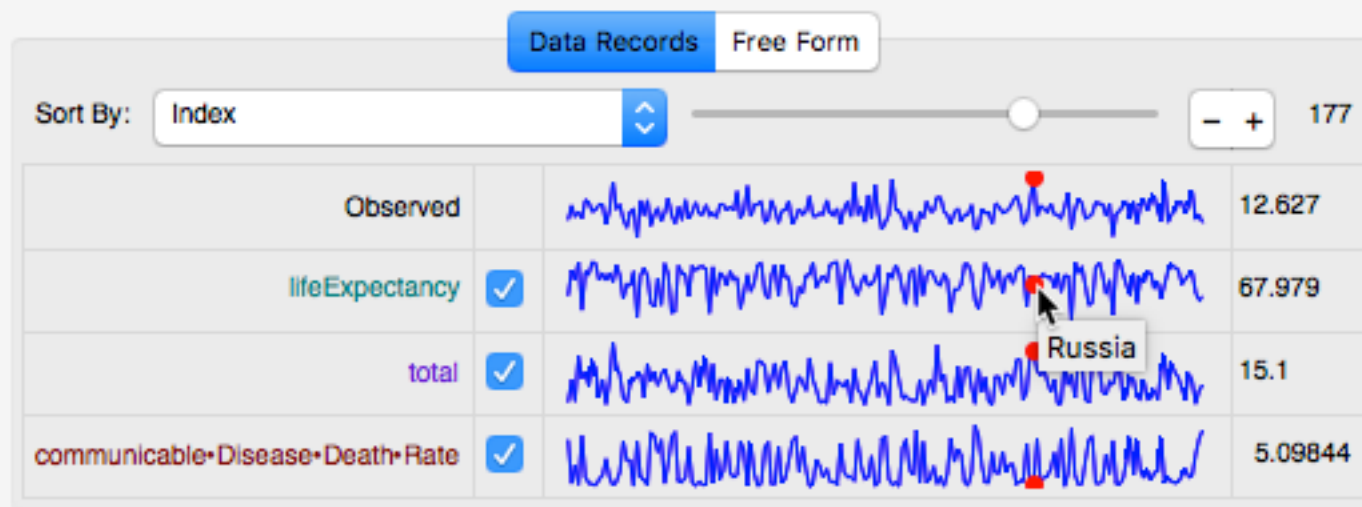 Data Records Free Form
Sort By: Index - + 177
Observed 12.627
lifeExpectancy 67.979
Russia
total 15.1
communicable•Disease•Death•Rate 5.09844